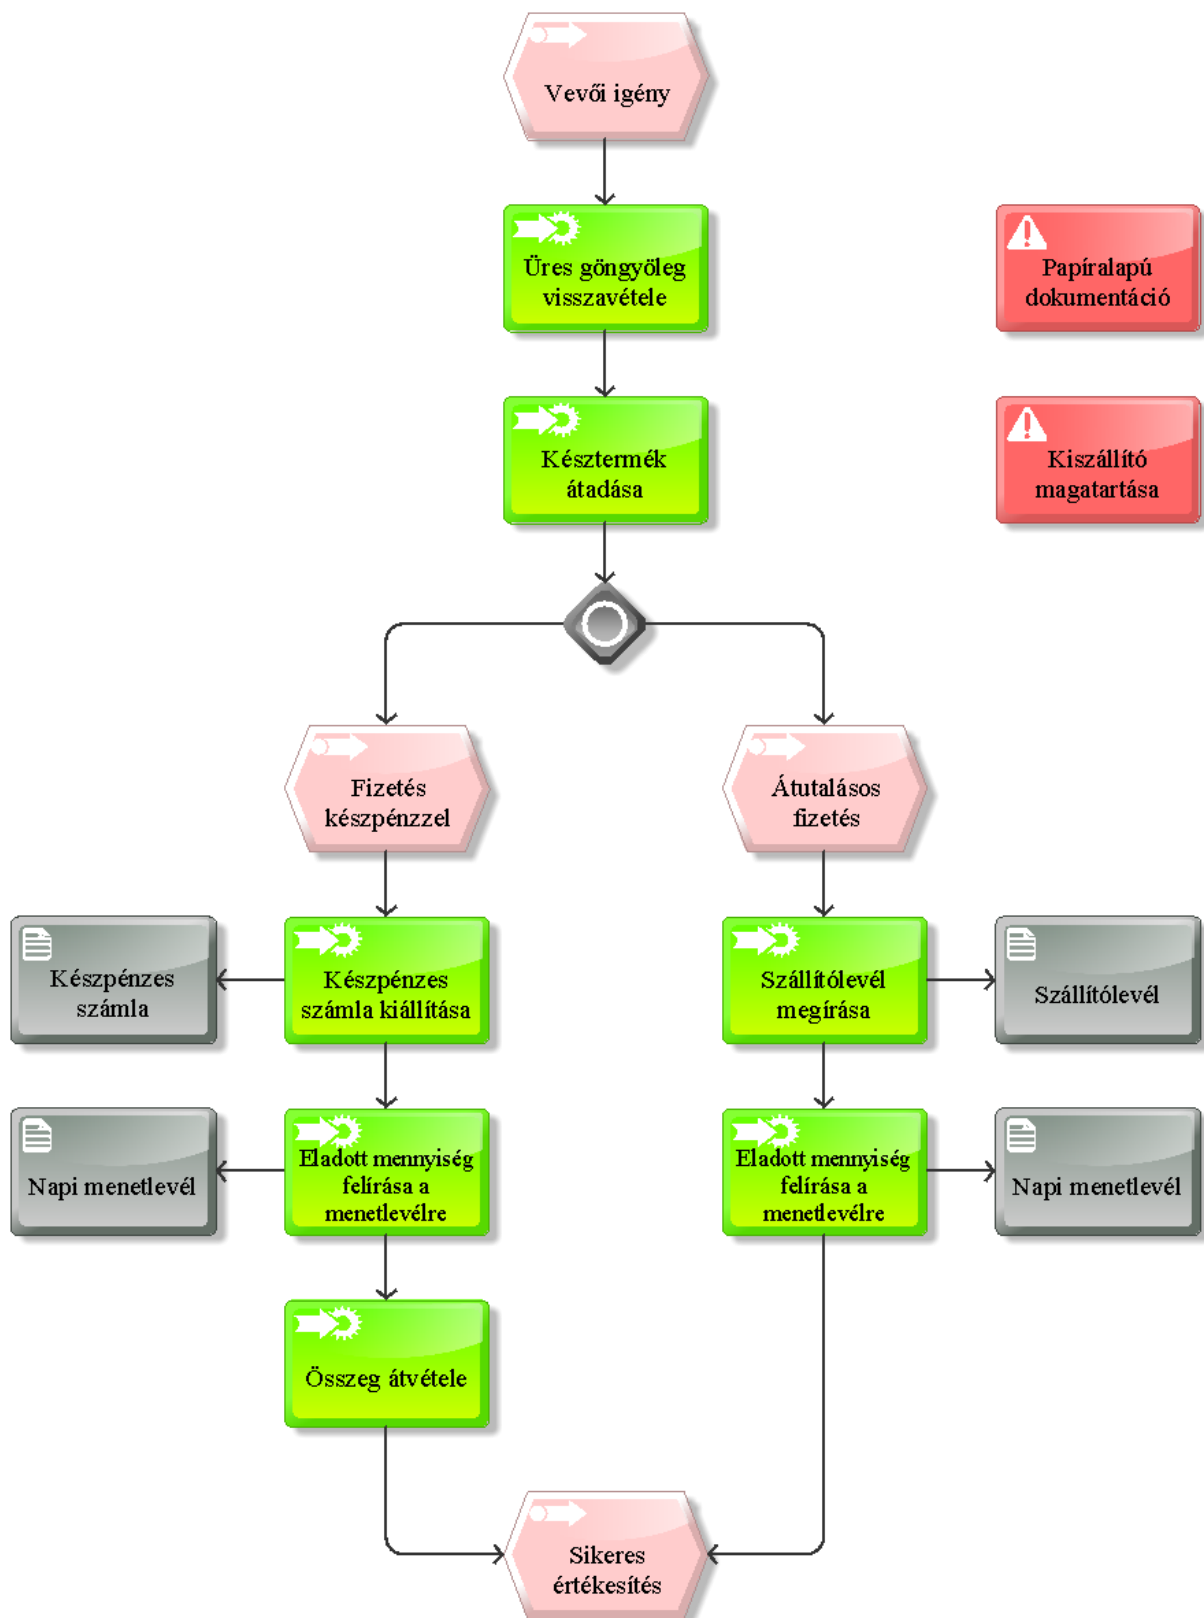 Vevői igény
Üres göngyöleg
visszavétele
Papíralapú
dokumentáció
Késztermék
átadása
Kiszállító
magatartása
Fizetés
készpénzzel
Átutalásos
fizetés
Készpénzes
számla
Készpénzes
számla kiállítása
Szállítólevél
megírása
Szállítólevél
Napi menetlevél
Eladott mennyiség
felírása a
menetlevélre
Eladott mennyiség
felírása a
menetlevélre
Napi menetlevél
Összeg átvétele
Sikeres
értékesítés